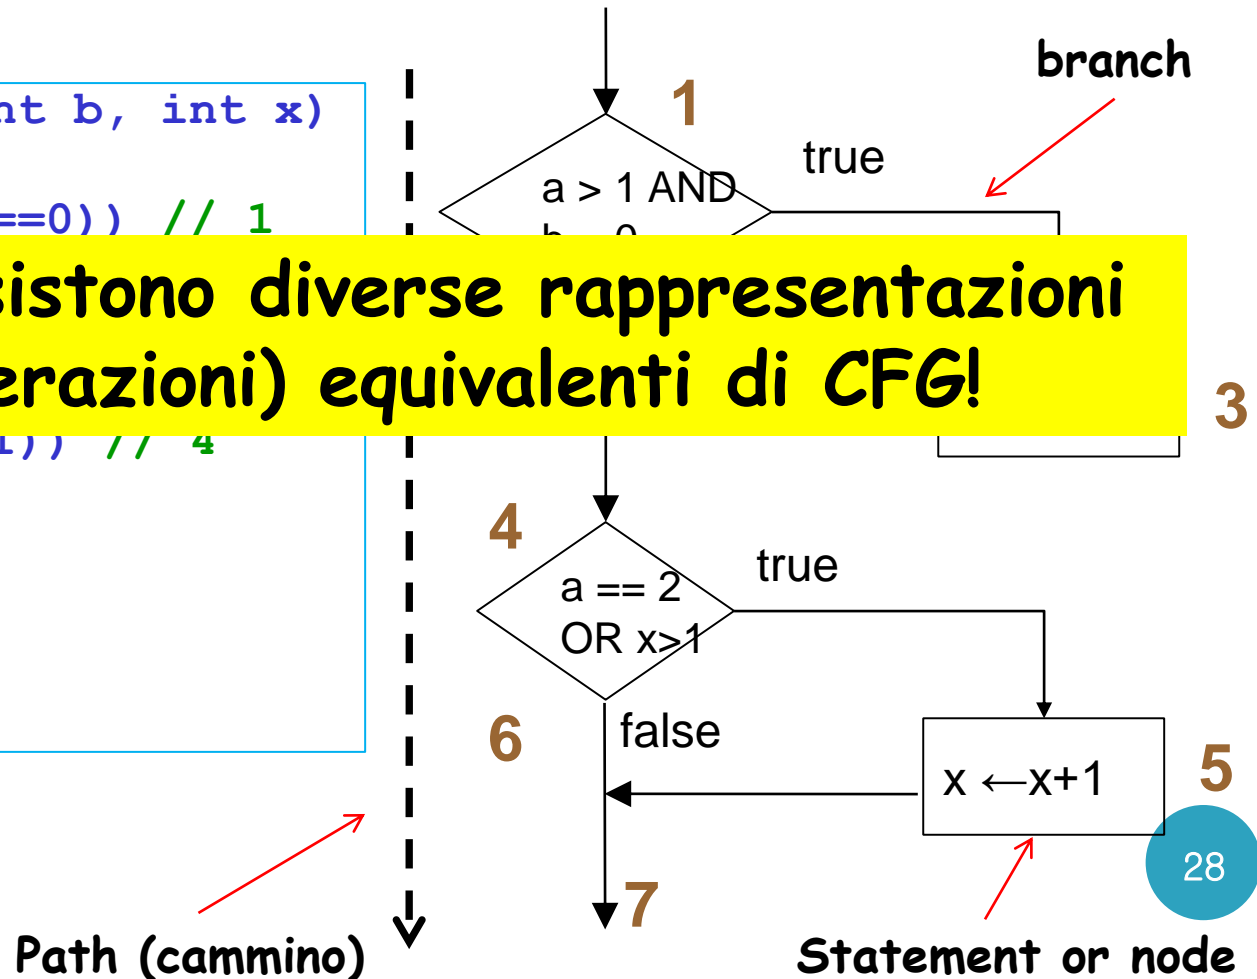 branch
nt b, int x)
1
true
a > 1 AND
==0)) // 1
sistono diverse rappresentazioni
erazioni) equivalenti di CFG!
3
// 4
4
true
a == 2
OR x>1
6
false
x ←x+1
5
28
7
Path (cammino)
Statement or node